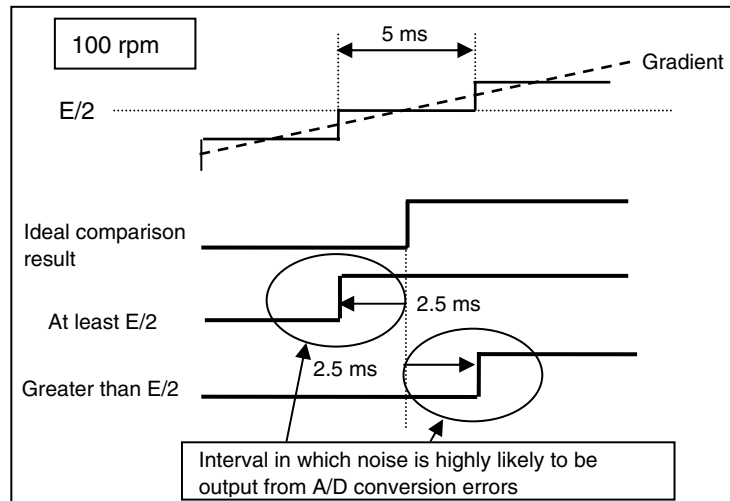 100 rpm
5 ms
Gradient
E/2
Ideal comparison
result
2.5 ms
At least E/2
2.5 ms
Greater than E/2
Interval in which noise is highly likely to be
output from A/D conversion errors